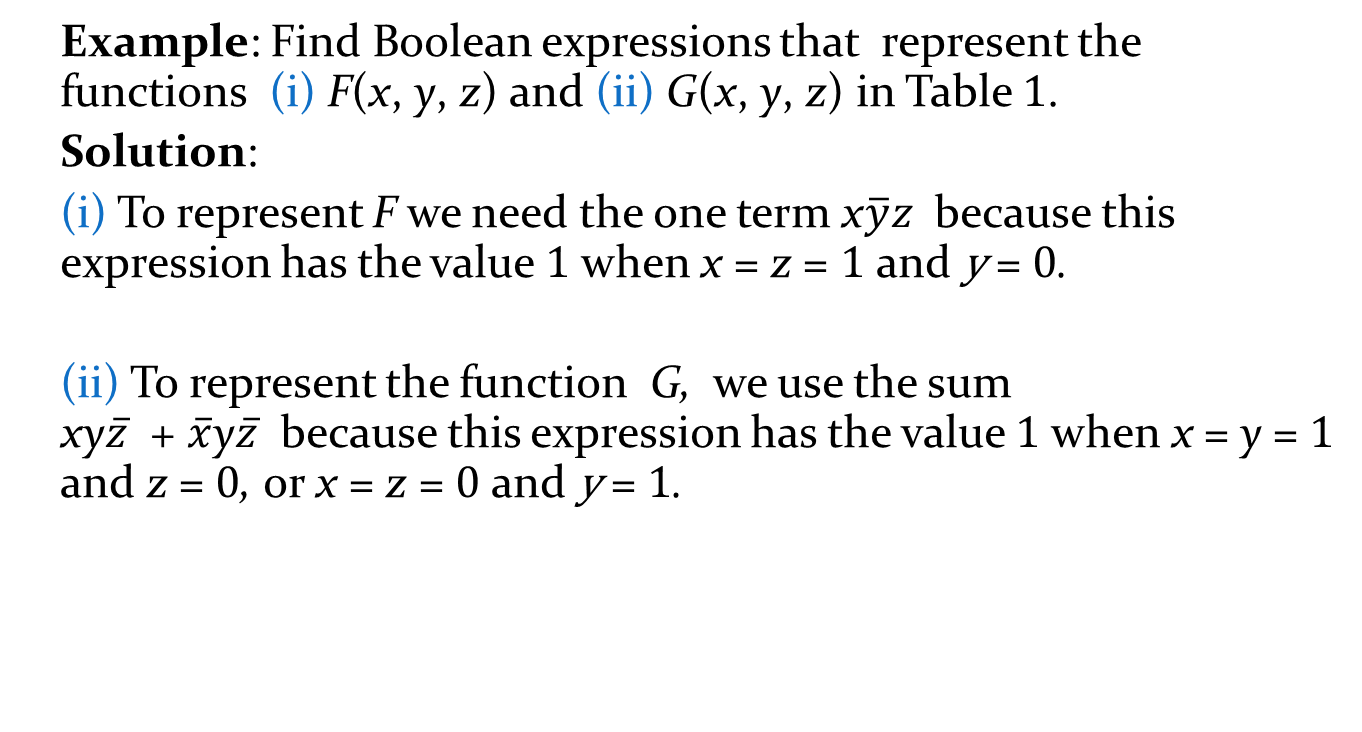 Example: Find Boolean expressions that represent the
functions (i) F(x, y, z) and (ii) G(x, y, z) in Table 1.
Solution:
(i) To represent F we need the one term xy̅z because this
expression has the value 1 when x = z = 1 and y = 0.
(ii) To represent the function G, we use the sum
xyz̅ + x̅yz̅ because this expression has the value 1 when x = y = 1
and z = 0, or x = z = 0 and y = 1.